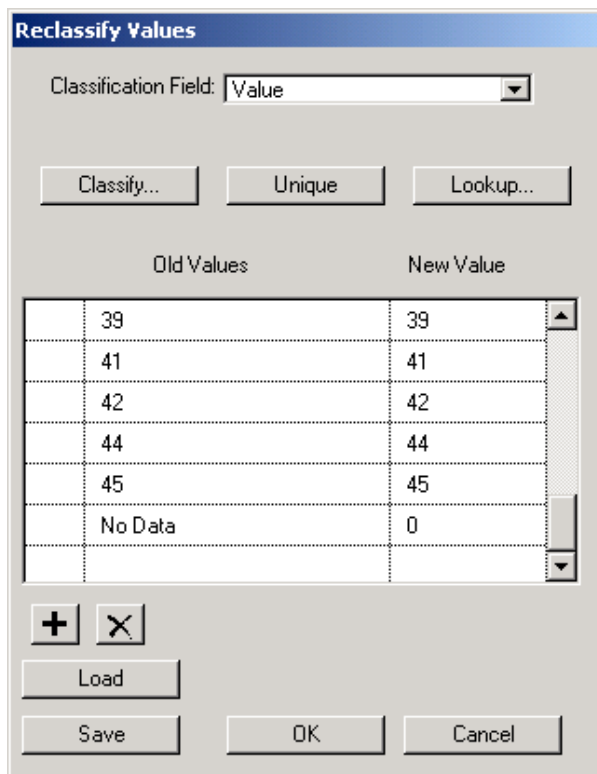 Reclassify Values
Classification Field: Value
Classify... Unique Lookup...
Old Values New Value
39 39
41 41
42 42
44 44
45 45
No Data 0
Load
Save OK Cancel